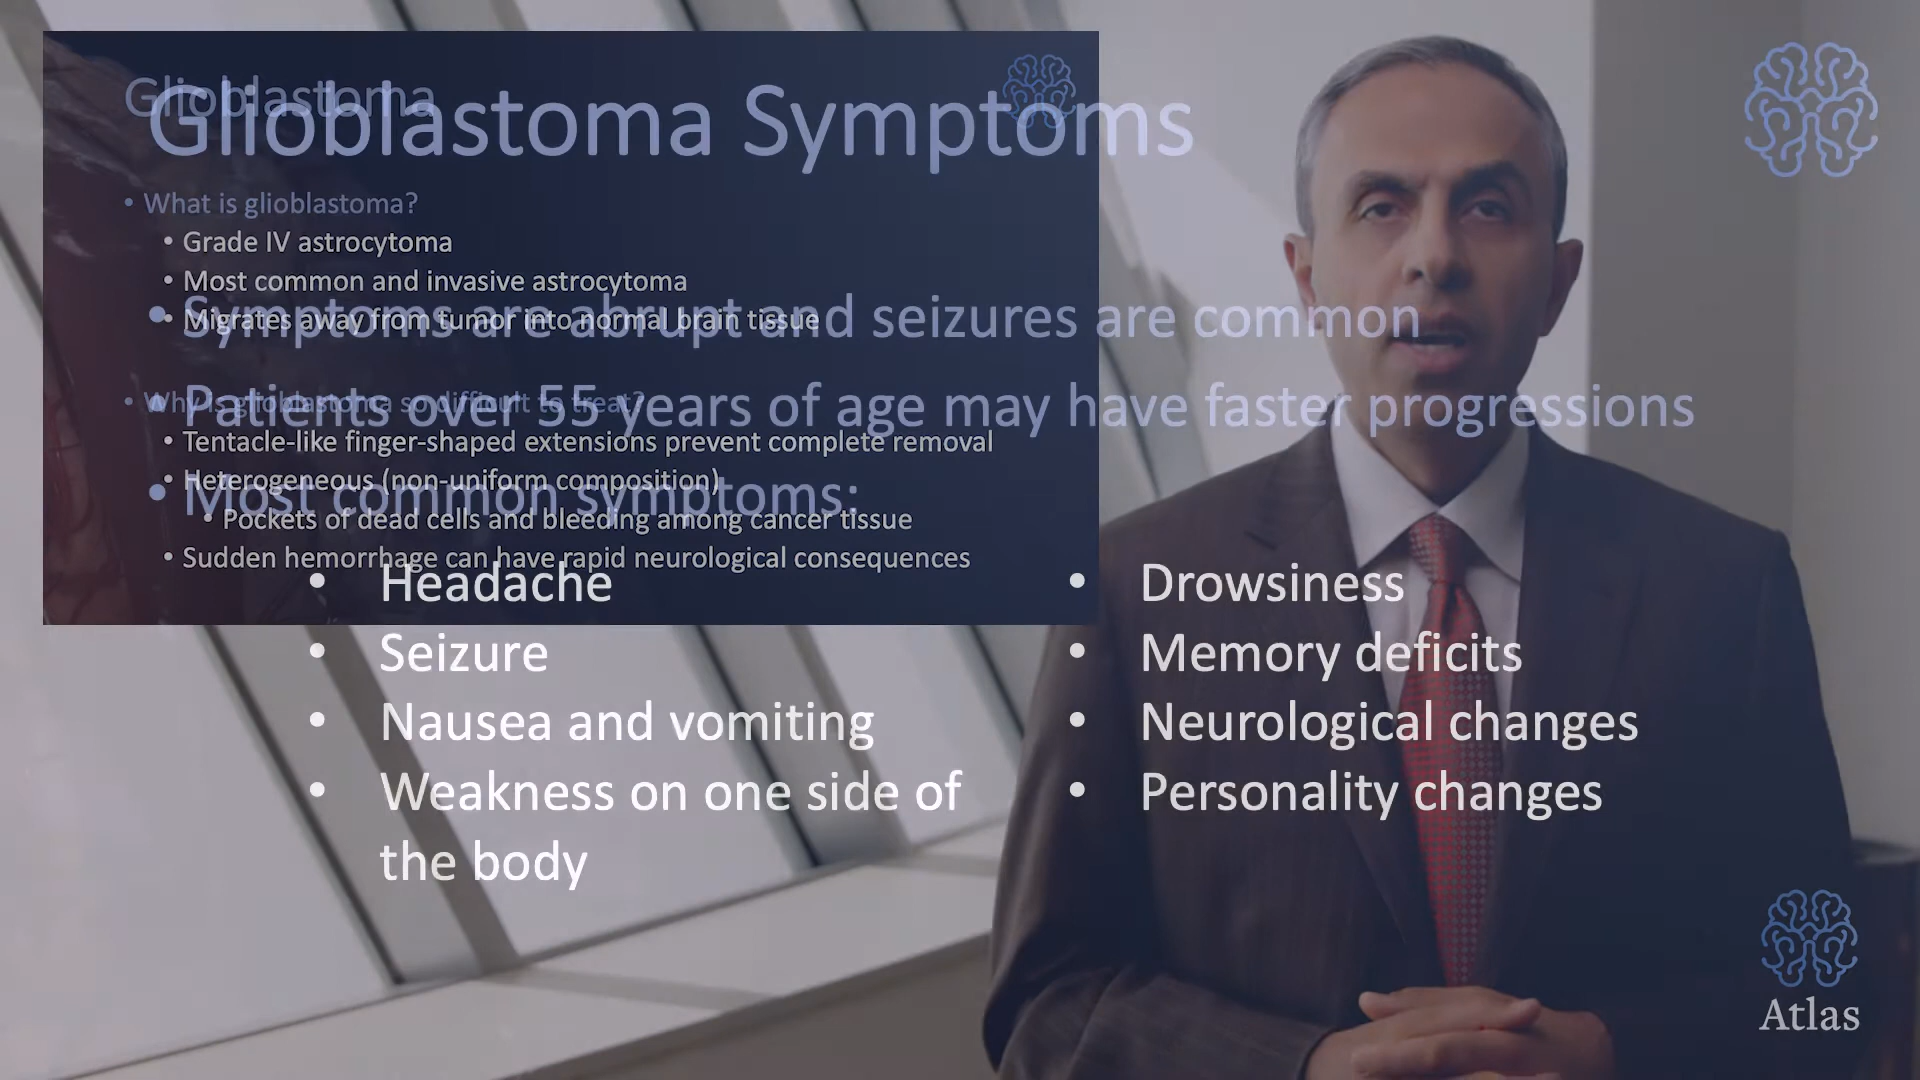 Glioblastoma
• What is glioblastoma?
• Grade IV astrocytoma
• Most common and invasive astrocytoma
• Migrates away from tumor into normal brain tissue
• Why is glioblastoma so difficult to treat?
• Tentacle-like finger-shaped extensions prevent complete removal
• Heterogeneous (non-uniform composition)
• Pockets of dead cells and bleeding among cancer tissue
• Sudden hemorrhage can have rapid neurological consequences
Glioblastoma Symptoms
• Symptoms are abrupt and seizures are common
• Patients over 55 years of age may have faster progressions
• Most common symptoms:
• Headache
• Seizure
• Nausea and vomiting
• Weakness on one side of
the body
• Drowsiness
• Memory deficits
• Neurological changes
• Personality changes
Atlas